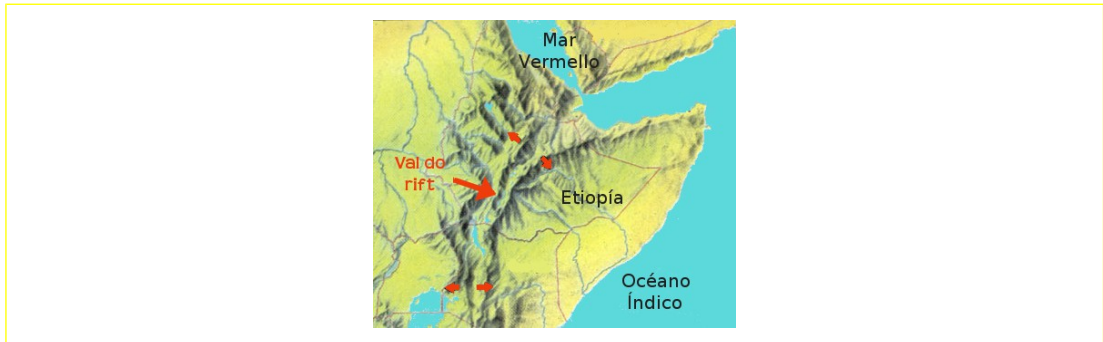 Mar
Vermello
Val do
rift
Etiopía
Océano
Índico